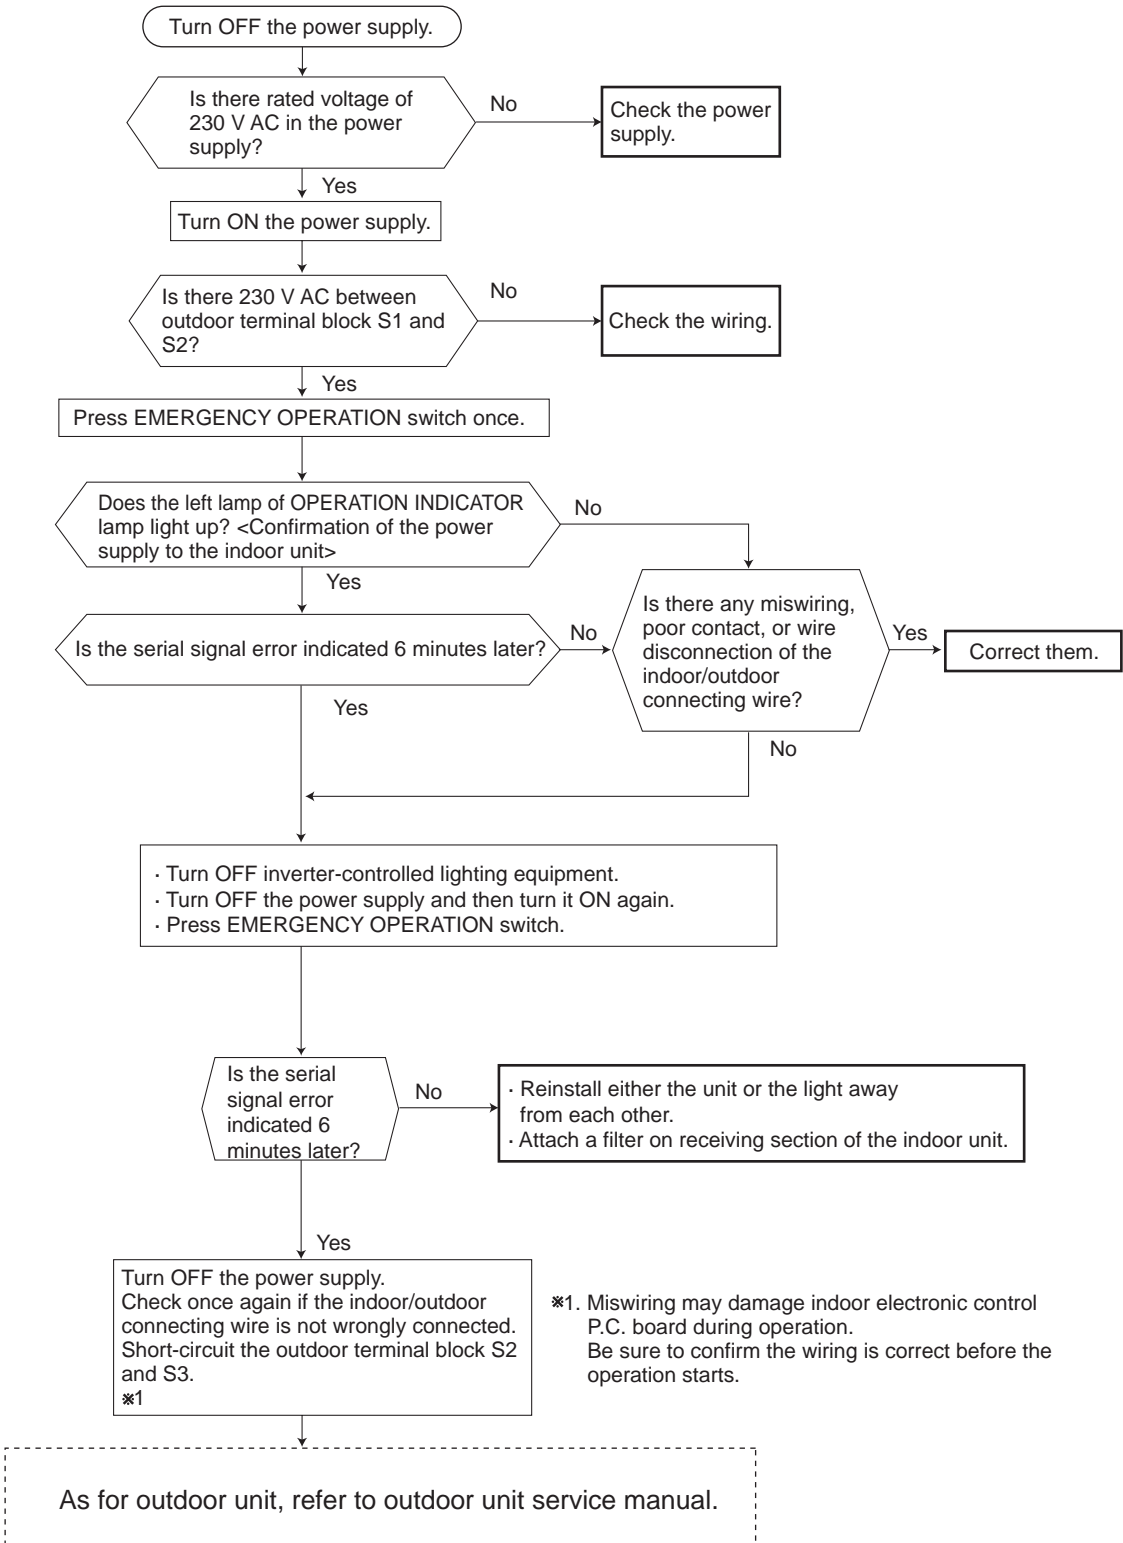 Turn OFF the power supply.
Is there rated voltage of
230 V AC in the power
supply?
No
Check the power
supply.
Yes
Turn ON the power supply.
Is there 230 V AC between
outdoor terminal block S1 and
S2?
No
Check the wiring.
Yes
Press EMERGENCY OPERATION switch once.
Does the left lamp of OPERATION INDICATOR
lamp light up? <Confirmation of the power
supply to the indoor unit>
No
Yes
Is the serial signal error indicated 6 minutes later?
No
Is there any miswiring,
poor contact, or wire
disconnection of the
indoor/outdoor
connecting wire?
Yes
Correct them.
Yes
No
· Turn OFF inverter-controlled lighting equipment.
· Turn OFF the power supply and then turn it ON again.
· Press EMERGENCY OPERATION switch.
Is the serial
signal error
indicated 6
minutes later?
No
· Reinstall either the unit or the light away
from each other.
· Attach a filter on receiving section of the indoor unit.
Yes
Turn OFF the power supply.
Check once again if the indoor/outdoor
connecting wire is not wrongly connected.
Short-circuit the outdoor terminal block S2
and S3.
※1
※1. Miswiring may damage indoor electronic control
P.C. board during operation.
Be sure to confirm the wiring is correct before the
operation starts.
As for outdoor unit, refer to outdoor unit service manual.